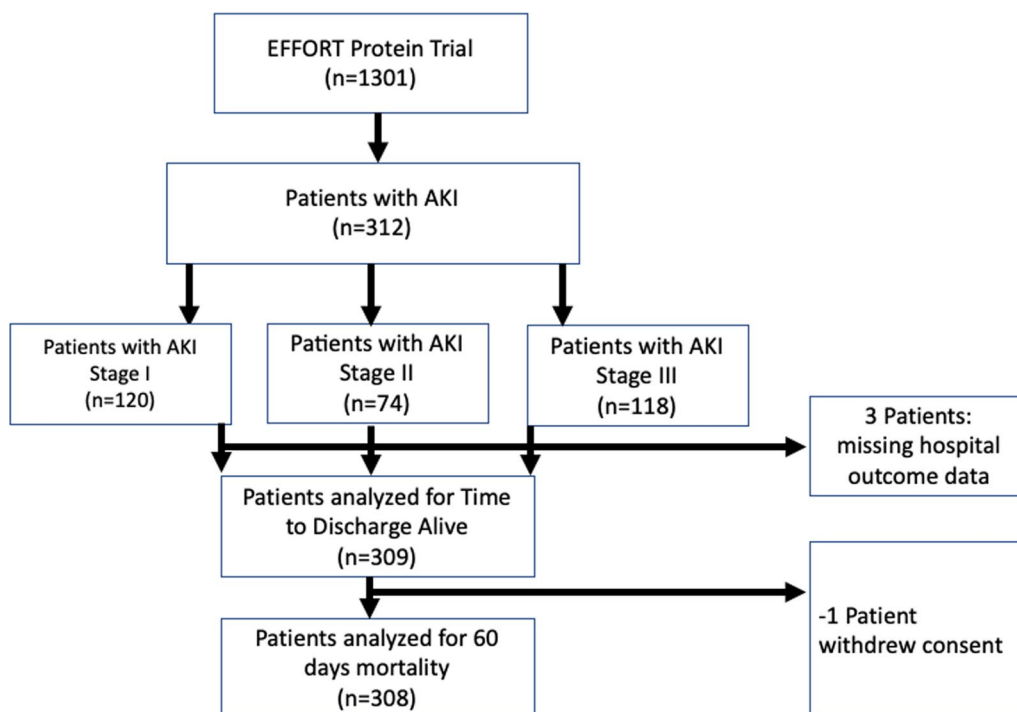 EFFORT Protein Trial
(n=1301)
Patients with AKI
(n=312)
Patients with AKI
Stage I
(n=120)
Patients with AKI
Stage II
(n=74)
Patients with AKI
Stage III
(n=118)
3 Patients:
missing hospital
outcome data
Patients analyzed for Time
to Discharge Alive
(n=309)
-1 Patient
withdrew consent
Patients analyzed for 60
days mortality
(n=308)